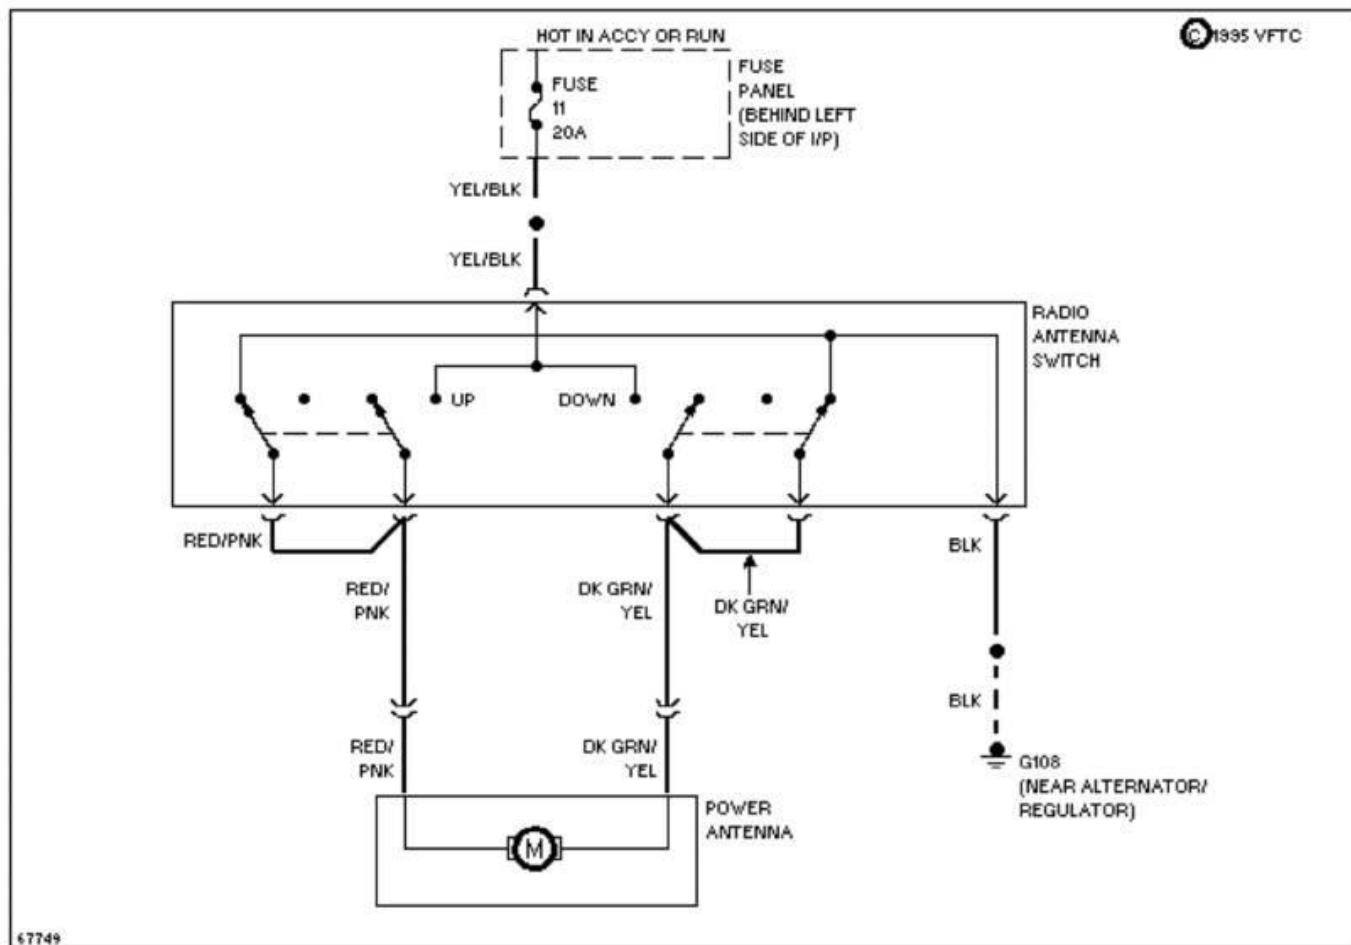 HOT IN ACCY OR RUN
© 1995 VFTC
FUSE
11
20A
FUSE
PANEL
(BEHIND LEFT
SIDE OF I/P)
YEL/BLK
YEL/BLK
RADIO
ANTENNA
SWITCH
UP
DOWN
RED/PNK
BLK
RED/
PNK
DK GRN/
YEL
DK GRN/
YEL
BLK
RED/
PNK
DK GRN/
YEL
G108
(NEAR ALTERNATOR/
REGULATOR)
POWER
ANTENNA
M
67749